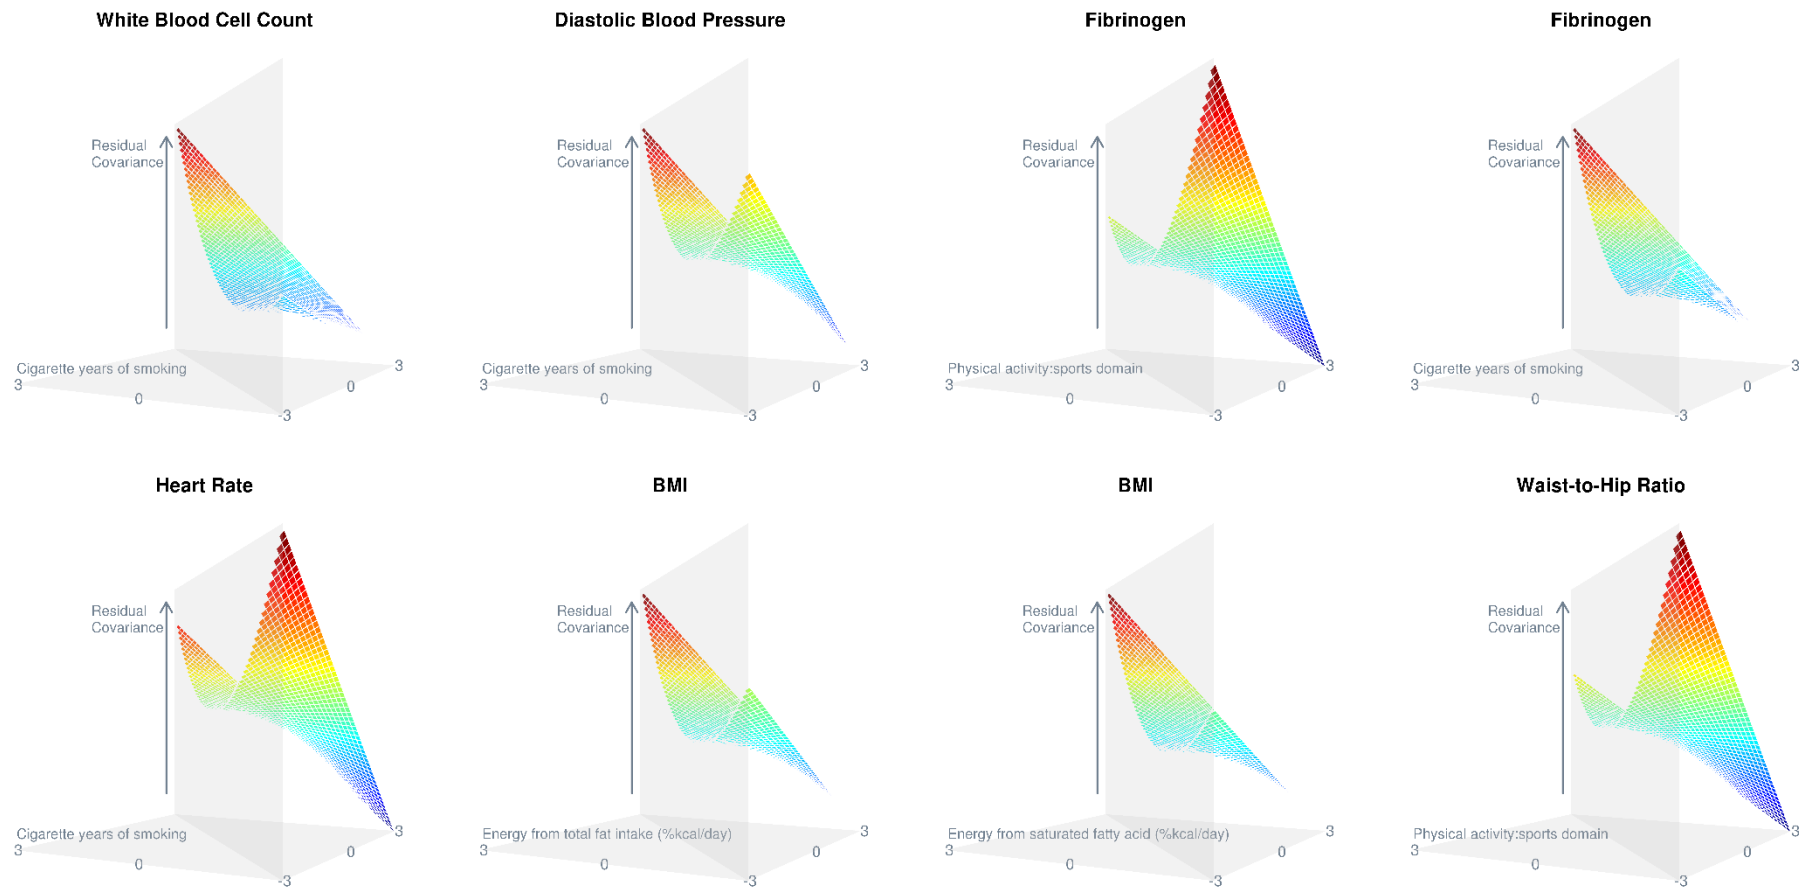 White Blood Cell Count
Residual
Covariance
Cigarette years of smoking
3
0
-3
0
3
Diastolic Blood Pressure
Residual
Covariance
Cigarette years of smoking
3
0
-3
0
3
Fibrinogen
Residual
Covariance
Physical activity:sports domain
3
0
-3
0
3
Fibrinogen
Residual
Covariance
Cigarette years of smoking
3
0
-3
0
3
Heart Rate
Residual
Covariance
Cigarette years of smoking
3
0
-3
0
3
BMI
Residual
Covariance
Energy from total fat intake (%kcal/day)
3
0
-3
0
3
BMI
Residual
Covariance
Energy from saturated fatty acid (%kcal/day)
3
0
-3
0
3
Waist-to-Hip Ratio
Residual
Covariance
Physical activity:sports domain
3
0
-3
0
3